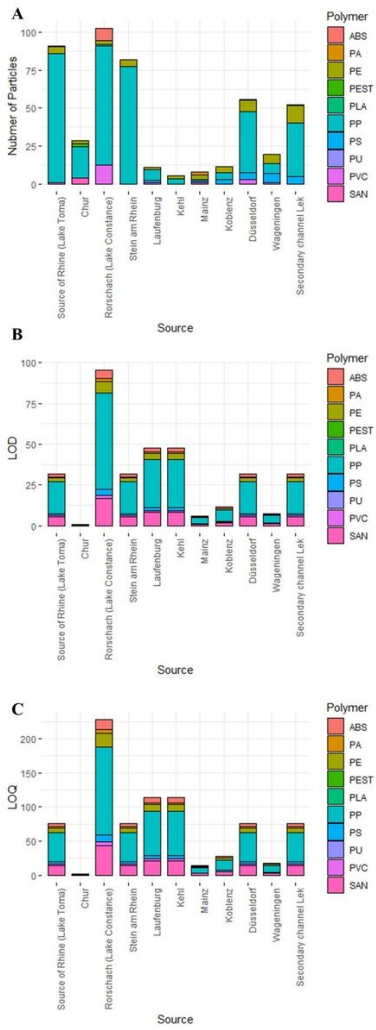 A
Nubmer of Particles
100
75
50
25
0
Source of Rhine (Lake Toma)
Chur
Rorschach (Lake Constance)
Stein am Rhein
Laufenburg
Kehl
Mainz
Koblenz
Düsseldorf
Wageningen
Secondary channel Lek
Source
Polymer
ABS
PA
PE
PEST
PLA
PP
PS
PU
PVC
SAN
B
LOD
100
75
50
25
0
Source of Rhine (Lake Toma)
Chur
Rorschach (Lake Constance)
Stein am Rhein
Laufenburg
Kehl
Mainz
Koblenz
Düsseldorf
Wageningen
Secondary channel Lek
Source
Polymer
ABS
PA
PE
PEST
PLA
PP
PS
PU
PVC
SAN
C
LOQ
200
150
100
50
0
Source of Rhine (Lake Toma)
Chur
Rorschach (Lake Constance)
Stein am Rhein
Laufenburg
Kehl
Mainz
Koblenz
Düsseldorf
Wageningen
Secondary channel Lek
Source
Polymer
ABS
PA
PE
PEST
PLA
PP
PS
PU
PVC
SAN